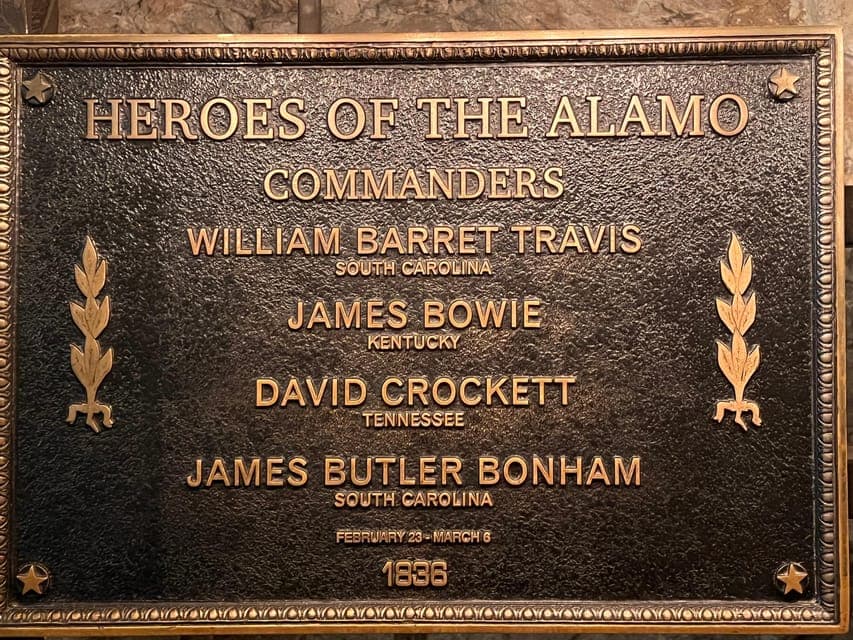 HEROES OF THE ALAMO
COMMANDERS
WILLIAM BARRET TRAVIS
SOUTH CAROLINA
JAMES BOWIE
KENTUCKY
DAVID CROCKETT
TENNESSEE
JAMES BUTLER BONHAM
SOUTH CAROLINA
FEBRUARY 23 - MARCH 6
1836